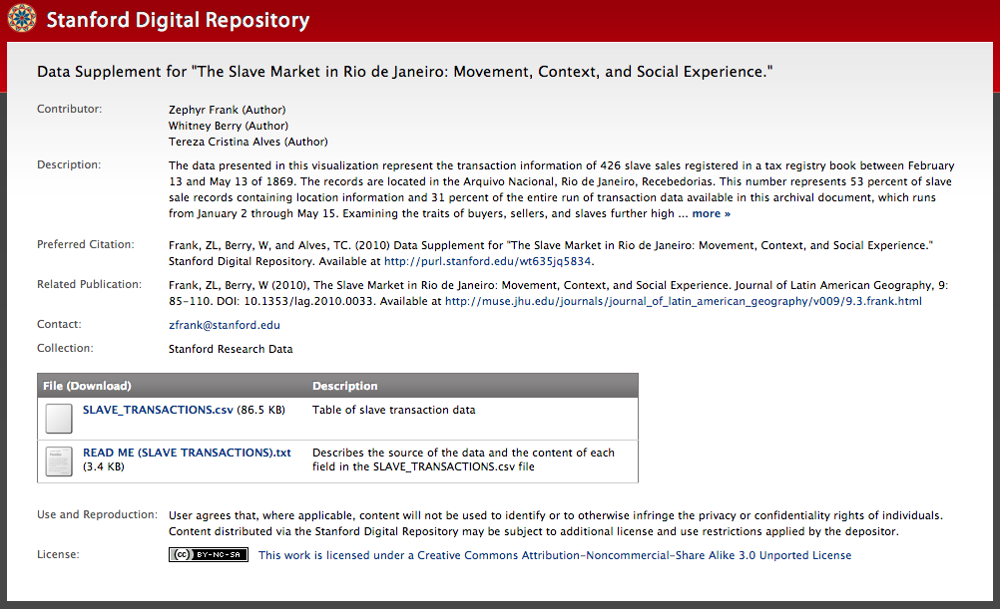 Stanford Digital Repository
Data Supplement for "The Slave Market in Rio de Janeiro: Movement, Context, and Social Experience."
Contributor:
Zephyr Frank (Author)
Whitney Berry (Author)
Tereza Cristina Alves (Author)
Description:
The data presented in this visualization represent the transaction information of 426 slave sales registered in a tax registry book between February
13 and May 13 of 1869. The records are located in the Arquivo Nacional, Rio de Janeiro, Recebedorias. This number represents 53 percent of slave
sale records containing location information and 31 percent of the entire run of transaction data available in this archival document, which runs
from January 2 through May 15. Examining the traits of buyers, sellers, and slaves further high ... more »
Preferred Citation:
Frank, ZL, Berry, W, and Alves, TC. (2010) Data Supplement for "The Slave Market in Rio de Janeiro: Movement, Context, and Social Experience."
Stanford Digital Repository. Available at http://purl.stanford.edu/wt635jq5834.
Related Publication:
Frank, ZL, Berry, W (2010), The Slave Market in Rio de Janeiro: Movement, Context, and Social Experience. Journal of Latin American Geography, 9:
85-110. DOI: 10.1353/lag.2010.0033. Available at http://muse.jhu.edu/journals/journal_of_latin_american_geography/v009/9.3.frank.html
Contact:
zfrank@stanford.edu
Collection:
Stanford Research Data
File (Download)
Description
SLAVE_TRANSACTIONS.csv (86.5 KB)
Table of slave transaction data
READ ME (SLAVE TRANSACTIONS).txt
(3.4 KB)
Describes the source of the data and the content of each
field in the SLAVE_TRANSACTIONS.csv file
Use and Reproduction:
User agrees that, where applicable, content will not be used to identify or to otherwise infringe the privacy or confidentiality rights of individuals.
Content distributed via the Stanford Digital Repository may be subject to additional license and use restrictions applied by the depositor.
License:
cc BY-NC-SA
This work is licensed under a Creative Commons Attribution-Noncommercial-Share Alike 3.0 Unported License